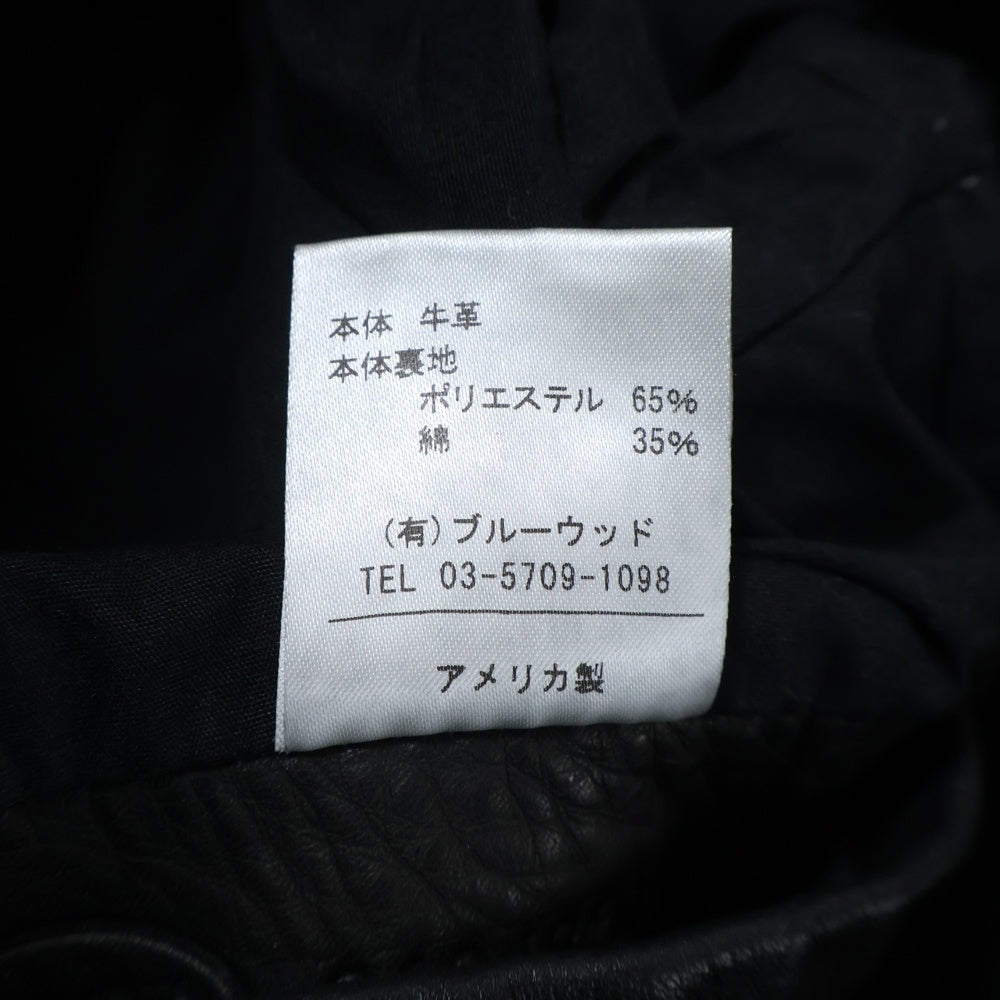 本体 牛革
本体裏地
ポリエステル 65%
綿 35%
(有)ブルーウッド
TEL 03-5709-1098
アメリカ製